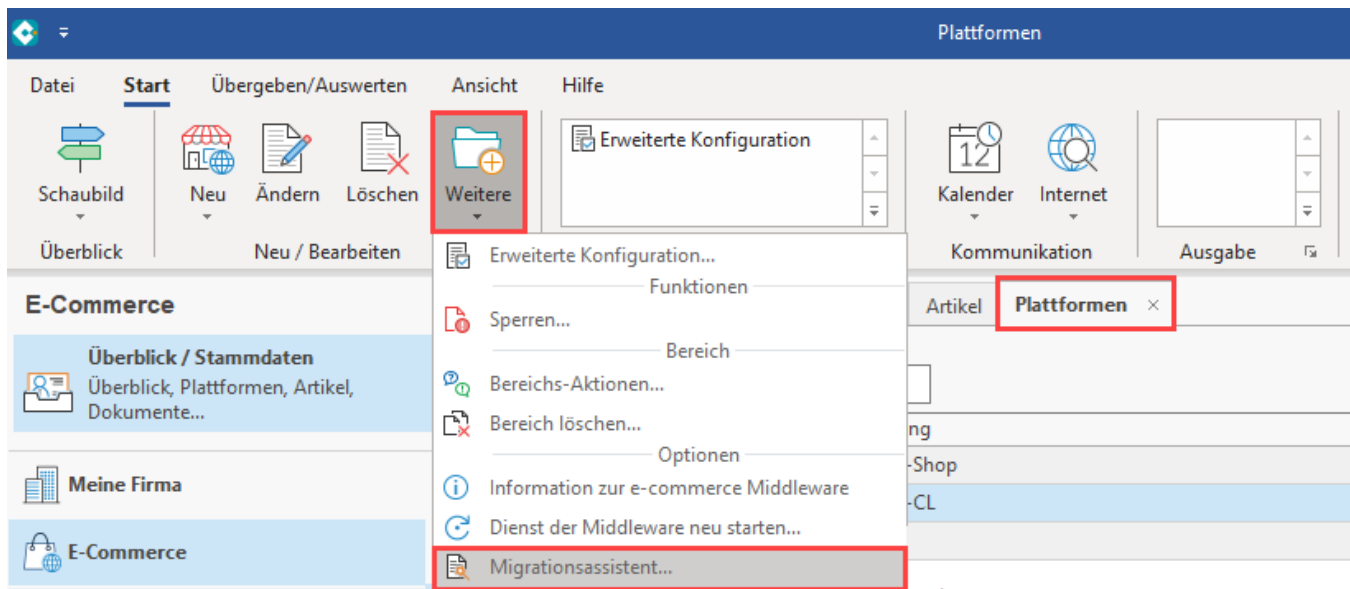 Plattformen
Datei Start Übergeben/Auswerten Ansicht Hilfe
Erweiterte Konfiguration
12
Schaubild Neu Ändern Löschen Weitere Kalender Internet
Überblick Neu / Bearbeiten Kommunikation Ausgabe
Erweiterte Konfiguration...
Funktionen
Sperren...
Bereich
Bereichs-Aktionen...
Bereich löschen...
Optionen
Information zur e-commerce Middleware
Dienst der Middleware neu starten...
Migrationsassistent...
E-Commerce
Überblick / Stammdaten
Überblick, Plattformen, Artikel,
Dokumente...
Meine Firma
E-Commerce
Artikel Plattformen
ng
-Shop
-CL